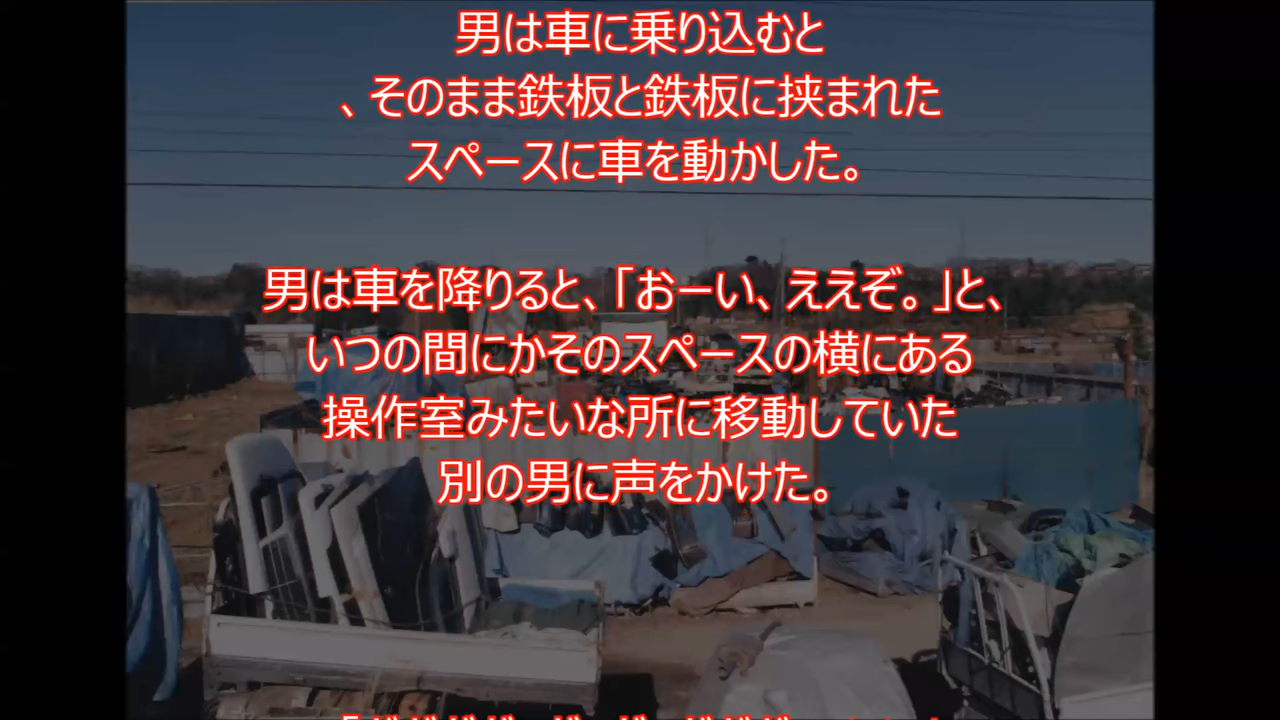 男は車に乗り込むと
、そのまま鉄板と鉄板に挟まれた
スペースに車を動かした。
男は車を降りると、「おーい、ええぞ。」と、
いつの間にかそのスペースの横にある
操作室みたいな所に移動していた
別の男に声をかけた。